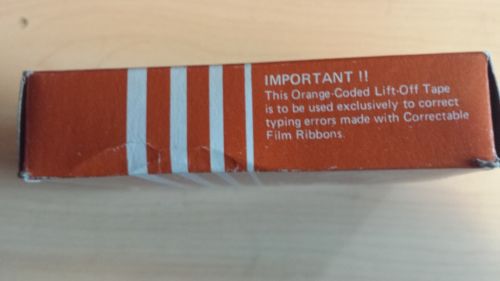 IMPORTANT !!
This Orange-Coded Lift-Off Tape
is to be used exclusively to correct
typing errors made with Correctable
Film Ribbons.